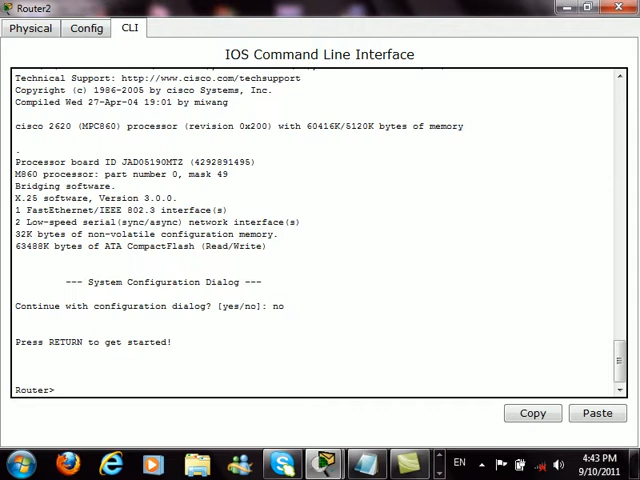 Router2
Physical Config CLI
IOS Command Line Interface
Technical Support: http://www.cisco.com/techsupport
Copyright (c) 1986-2005 by cisco Systems, Inc.
Compiled Wed 27-Apr-04 19:01 by miwang
cisco 2620 (MPC860) processor (revision 0x200) with 60416K/5120K bytes of memory
.
Processor board ID JAD05190MTZ (4292891495)
M860 processor: part number 0, mask 49
Bridging software.
X.25 software, Version 3.0.0.
1 FastEthernet/IEEE 802.3 interface(s)
2 Low-speed serial(sync/async) network interface(s)
32K bytes of non-volatile configuration memory.
63488K bytes of ATA CompactFlash (Read/Write)
--- System Configuration Dialog ---
Continue with configuration dialog? [yes/no]: no
Press RETURN to get started!
Router>
Copy Paste
EN
4:43 PM
9/10/2011